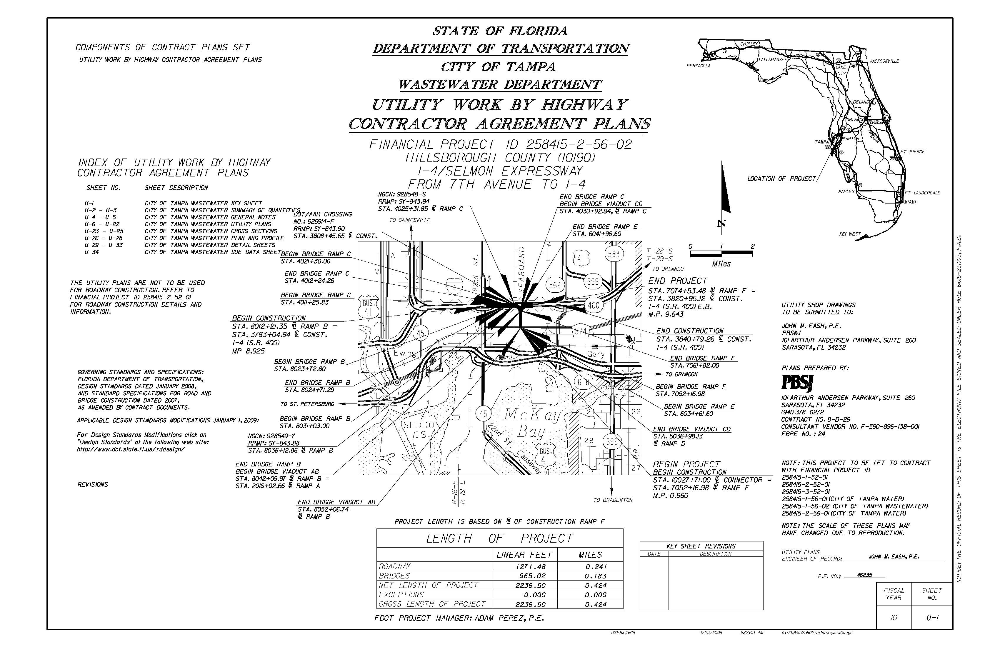 STATE OF FLORIDA
DEPARTMENT OF TRANSPORTATION
CITY OF TAMPA
WASTEWATER DEPARTMENT
UTILITY WORK BY HIGHWAY
CONTRACTOR AGREEMENT PLANS
FINANCIAL PROJECT ID 258415-2-56-02
HILLSBOROUGH COUNTY (10190)
I-4/SELMON EXPRESSWAY
FROM 7TH AVENUE TO I-4
COMPONENTS OF CONTRACT PLANS SET
UTILITY WORK BY HIGHWAY CONTRACTOR AGREEMENT PLANS
INDEX OF UTILITY WORK BY HIGHWAY
CONTRACTOR AGREEMENT PLANS
SHEET NO. SHEET DESCRIPTION
U-1 CITY OF TAMPA WASTEWATER KEY SHEET
U-2 - U-3 CITY OF TAMPA WASTEWATER SUMMARY OF QUANTITIES
U-4 - U-5 CITY OF TAMPA WASTEWATER GENERAL NOTES
U-6 - U-22 CITY OF TAMPA WASTEWATER UTILITY PLANS
U-23 - U-25 CITY OF TAMPA WASTEWATER CROSS SECTIONS
U-26 - U-28 CITY OF TAMPA WASTEWATER PLAN AND PROFILE
U-29 - U-33 CITY OF TAMPA WASTEWATER DETAIL SHEETS
U-34 CITY OF TAMPA WASTEWATER SUE DATA SHEET
THE UTILITY PLANS ARE NOT TO BE USED
FOR ROADWAY CONSTRUCTION. REFER TO
FINANCIAL PROJECT ID 258415-2-52-01
FOR ROADWAY CONSTRUCTION DETAILS AND
INFORMATION.
GOVERNING STANDARDS AND SPECIFICATIONS:
FLORIDA DEPARTMENT OF TRANSPORTATION,
DESIGN STANDARDS DATED JANUARY 2008,
AND STANDARD SPECIFICATIONS FOR ROAD AND
BRIDGE CONSTRUCTION DATED 2007,
AS AMENDED BY CONTRACT DOCUMENTS.
APPLICABLE DESIGN STANDARDS MODIFICATIONS JANUARY 1, 2009:
For Design Standards Modifications click on
"Design Standards" at the following web site:
http://www.dot.state.fl.us/rddesign/
REVISIONS
NGCN: 928548-S
RRMP: SY-843.94
STA. 4025+31.85 ℄ RAMP C
DOT/AAR CROSSING
NO.: 626914-F
RRMP: SY-843.90
STA. 3808+45.65 ℄ CONST.
TO GAINESVILLE
END BRIDGE RAMP C
BEGIN BRIDGE VIADUCT CD
STA. 4030+92.94, ℄ RAMP C
END BRIDGE RAMP E
STA. 6041+96.60
BEGIN BRIDGE RAMP C
STA. 4021+30.00
END BRIDGE RAMP C
STA. 4012+24.26
BEGIN BRIDGE RAMP C
STA. 4011+25.83
BEGIN CONSTRUCTION
STA. 8012+21.35 ℄ RAMP B =
STA. 3783+04.94 ℄ CONST.
I-4 (S.R. 400)
MP 8.925
BEGIN BRIDGE RAMP B
STA. 8023+72.80
END BRIDGE RAMP B
STA. 8024+71.29
TO ST. PETERSBURG
BEGIN BRIDGE RAMP B
STA. 8031+03.00
NGCN: 928549-Y
RRMP: SY-843.88
STA. 8038+12.86 ℄ RAMP B
END BRIDGE RAMP B
BEGIN BRIDGE VIADUCT AB
STA. 8042+09.97 ℄ RAMP B =
STA. 2016+02.66 ℄ RAMP A
END BRIDGE VIADUCT AB
STA. 8052+06.74
℄ RAMP B
22nd St.
SEABOARD
41
583
4
569
599
400
BUS.
41
45
574
Ewing
Gary
618
SEDDON
IS.
45
McKay
Bay
22nd St.
Causeway
BUS.
41
21
22
28
599
27
RR
R-18-E
R-19-E
T-28-S
T-29-S
TO ORLANDO
END PROJECT
STA. 7074+53.48 ℄ RAMP F =
STA. 3820+95.12 ℄ CONST.
I-4 (S.R. 400) E.B.
M.P. 9.643
END CONSTRUCTION
STA. 3840+79.26 ℄ CONST.
I-4 (S.R. 400)
END BRIDGE RAMP F
STA. 7061+82.00
TO BRANDON
BEGIN BRIDGE RAMP F
STA. 7052+16.98
BEGIN BRIDGE RAMP E
STA. 6034+61.60
END BRIDGE VIADUCT CD
STA. 5036+98.13
℄ RAMP D
BEGIN PROJECT
BEGIN CONSTRUCTION
STA. 10027+71.00 ℄ CONNECTOR =
STA. 7052+16.98 ℄ RAMP F
M.P. 0.960
TO BRADENTON
PENSACOLA
CHIPLEY
TALLAHASSEE
LAKE
CITY
JACKSONVILLE
DELAND
ORLANDO
TAMPA
BARTOW
FT PIERCE
LOCATION OF PROJECT
NAPLES
FT LAUDERDALE
MIAMI
KEY WEST
N
0 1 2
Miles
UTILITY SHOP DRAWINGS
TO BE SUBMITTED TO:
JOHN M. EASH, P.E.
PBS&J
101 ARTHUR ANDERSEN PARKWAY, SUITE 260
SARASOTA, FL 34232
PLANS PREPARED BY:
PBSJ
101 ARTHUR ANDERSEN PARKWAY, SUITE 260
SARASOTA, FL 34232
(941) 378-0272
CONTRACT NO. 8-D-29
CONSULTANT VENDOR NO. F-590-896-138-001
FBPE NO. : 24
NOTE: THIS PROJECT TO BE LET TO CONTRACT
WITH FINANCIAL PROJECT ID
258415-1-52-01
258415-2-52-01
258415-3-52-01
258415-1-56-01 (CITY OF TAMPA WATER)
258415-1-56-02 (CITY OF TAMPA WASTEWATER)
258415-2-56-01 (CITY OF TAMPA WATER)
NOTE: THE SCALE OF THESE PLANS MAY
HAVE CHANGED DUE TO REPRODUCTION.
UTILITY PLANS
ENGINEER OF RECORD: JOHN M. EASH, P.E.
P.E. NO.: 46235
FISCAL YEAR SHEET NO.
10 U-1
PROJECT LENGTH IS BASED ON ℄ OF CONSTRUCTION RAMP F
LENGTH OF PROJECT
LINEAR FEET MILES
ROADWAY 1271.48 0.241
BRIDGES 965.02 0.183
NET LENGTH OF PROJECT 2236.50 0.424
EXCEPTIONS 0.000 0.000
GROSS LENGTH OF PROJECT 2236.50 0.424
FDOT PROJECT MANAGER: ADAM PEREZ, P.E.
KEY SHEET REVISIONS
DATE DESCRIPTION
NOTICE: THE OFFICIAL RECORD OF THIS SHEET IS THE ELECTRONIC FILE SIGNED AND SEALED UNDER RULE 61G15-23.003, F.A.C.
USER: 15819 4/23/2009 11:12:43 AM K:\25841525602\utils\keysuw01.dgn